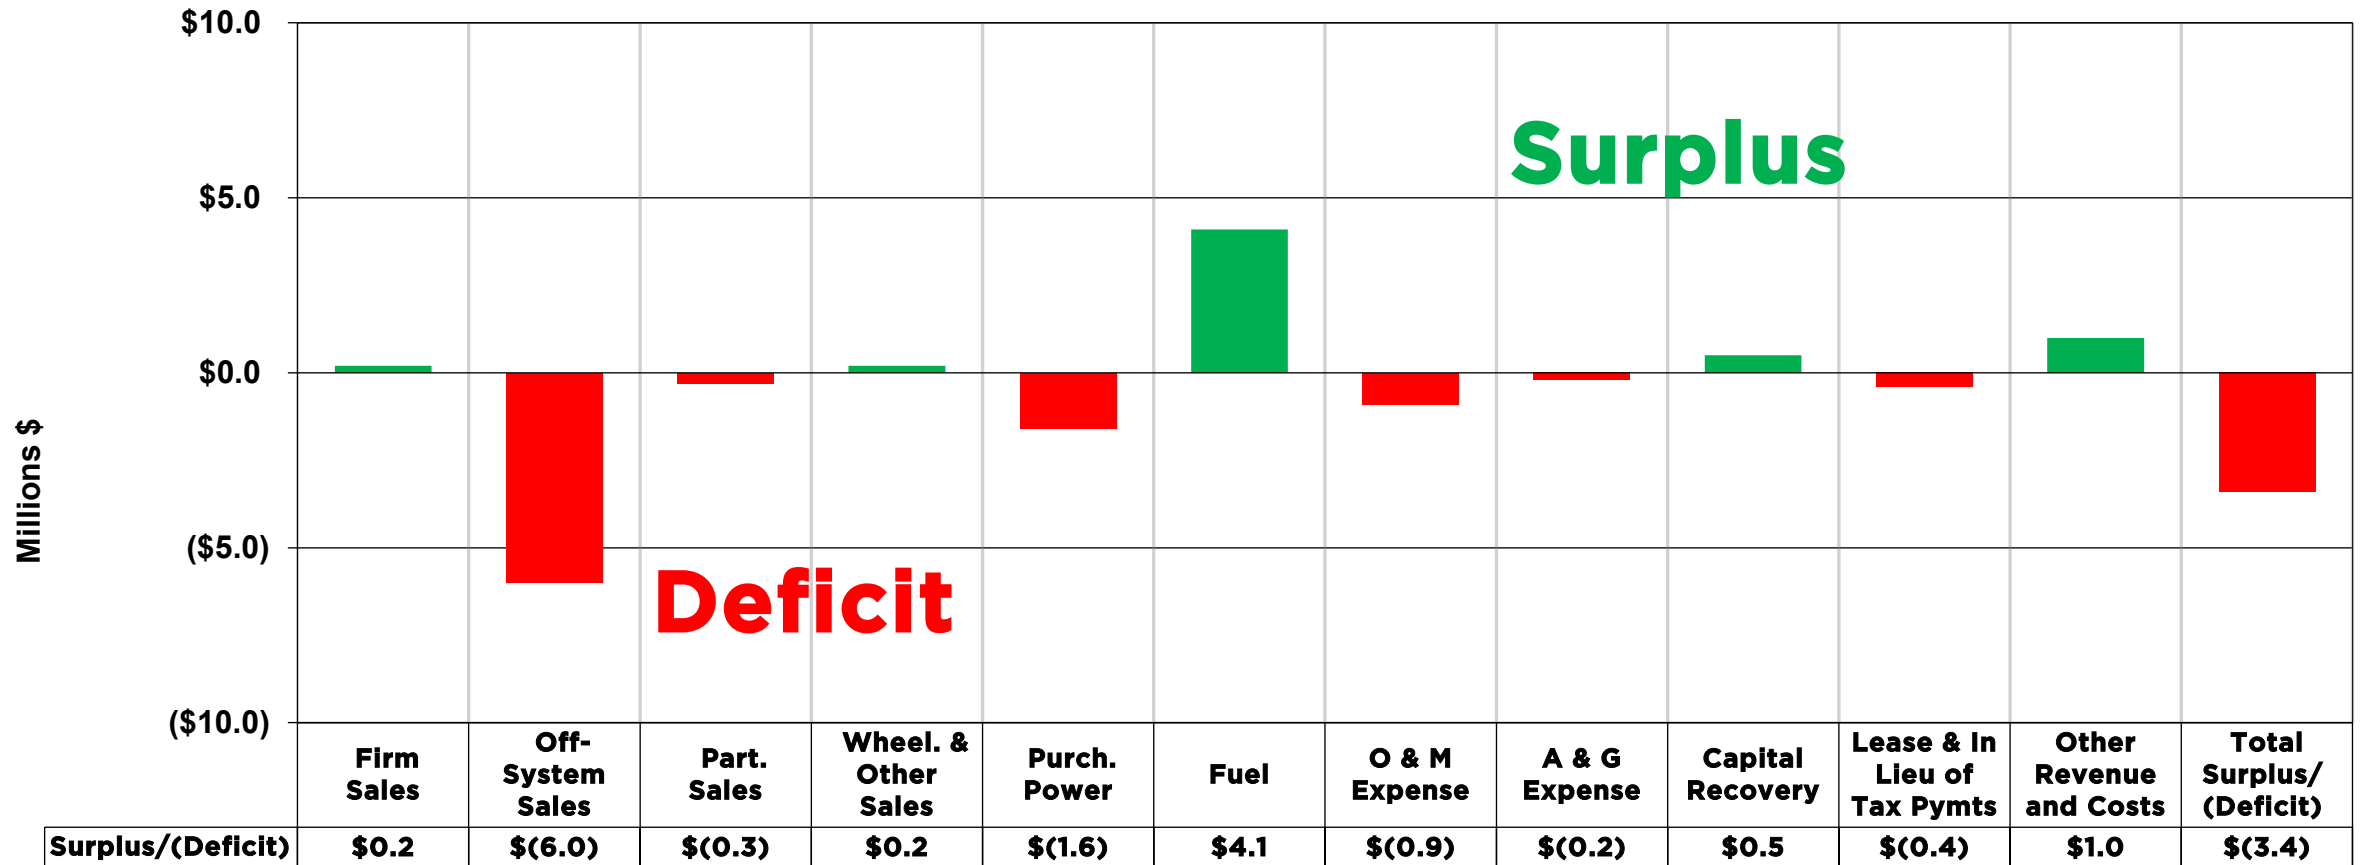 $10.0
$5.0
$0.0
($5.0)
($10.0)
Millions $
Surplus
Deficit
Firm
Sales
Off-
System
Sales
Part.
Sales
Wheel. &
Other
Sales
Purch.
Power
Fuel
O & M
Expense
A & G
Expense
Capital
Recovery
Lease & In
Lieu of
Tax Pymts
Other
Revenue
and Costs
Total
Surplus/
(Deficit)
Surplus/(Deficit) $0.2 $(6.0) $(0.3) $0.2 $(1.6) $4.1 $(0.9) $(0.2) $0.5 $(0.4) $1.0 $(3.4)